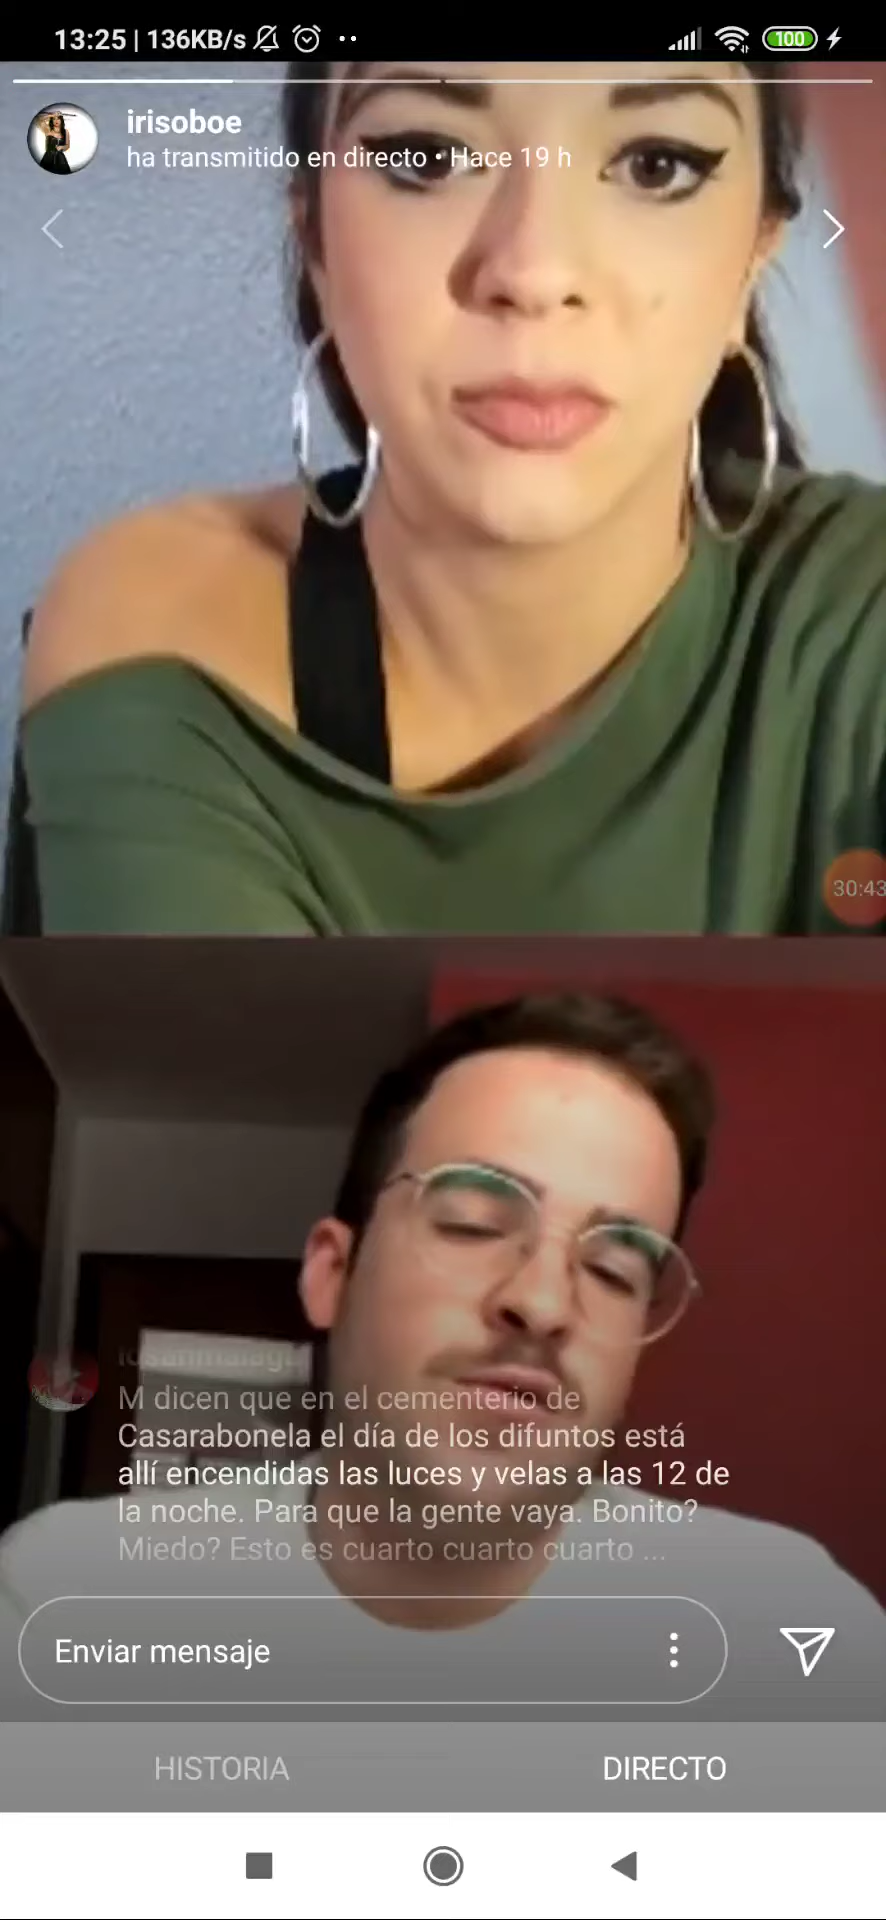 13:25 | 136KB/s
100
irisoboe
ha transmitido en directo • Hace 19 h
30:43
M dicen que en el cementerio de
Casarabonela el día de los difuntos está
allí encendidas las luces y velas a las 12 de
la noche. Para que la gente vaya. Bonito?
Miedo? Esto es cuarto cuarto cuarto ...
Enviar mensaje
HISTORIA
DIRECTO